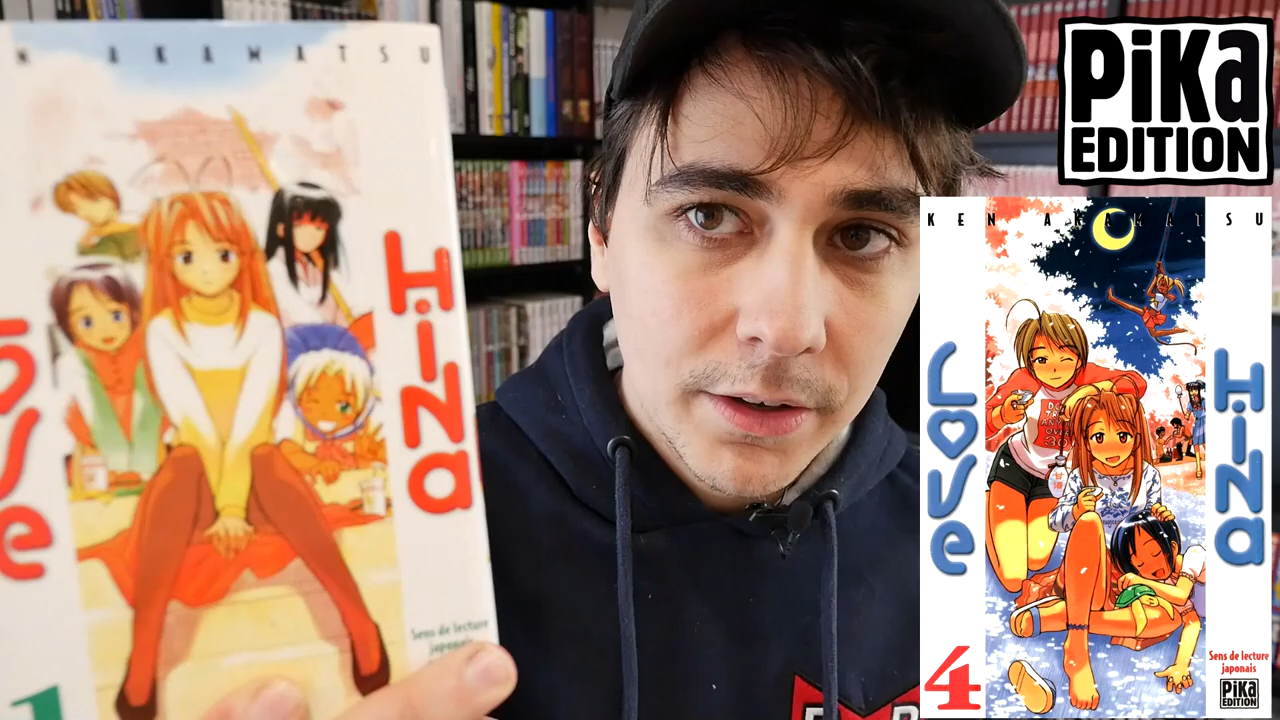 N AKAMATSU
LOVE
HiNa
Sens de lecture
japonais
1
PiKa
EDITION
KEN AKAMATSU
LOVE
HiNa
4
Sens de lecture
japonais
PiKa
EDITION